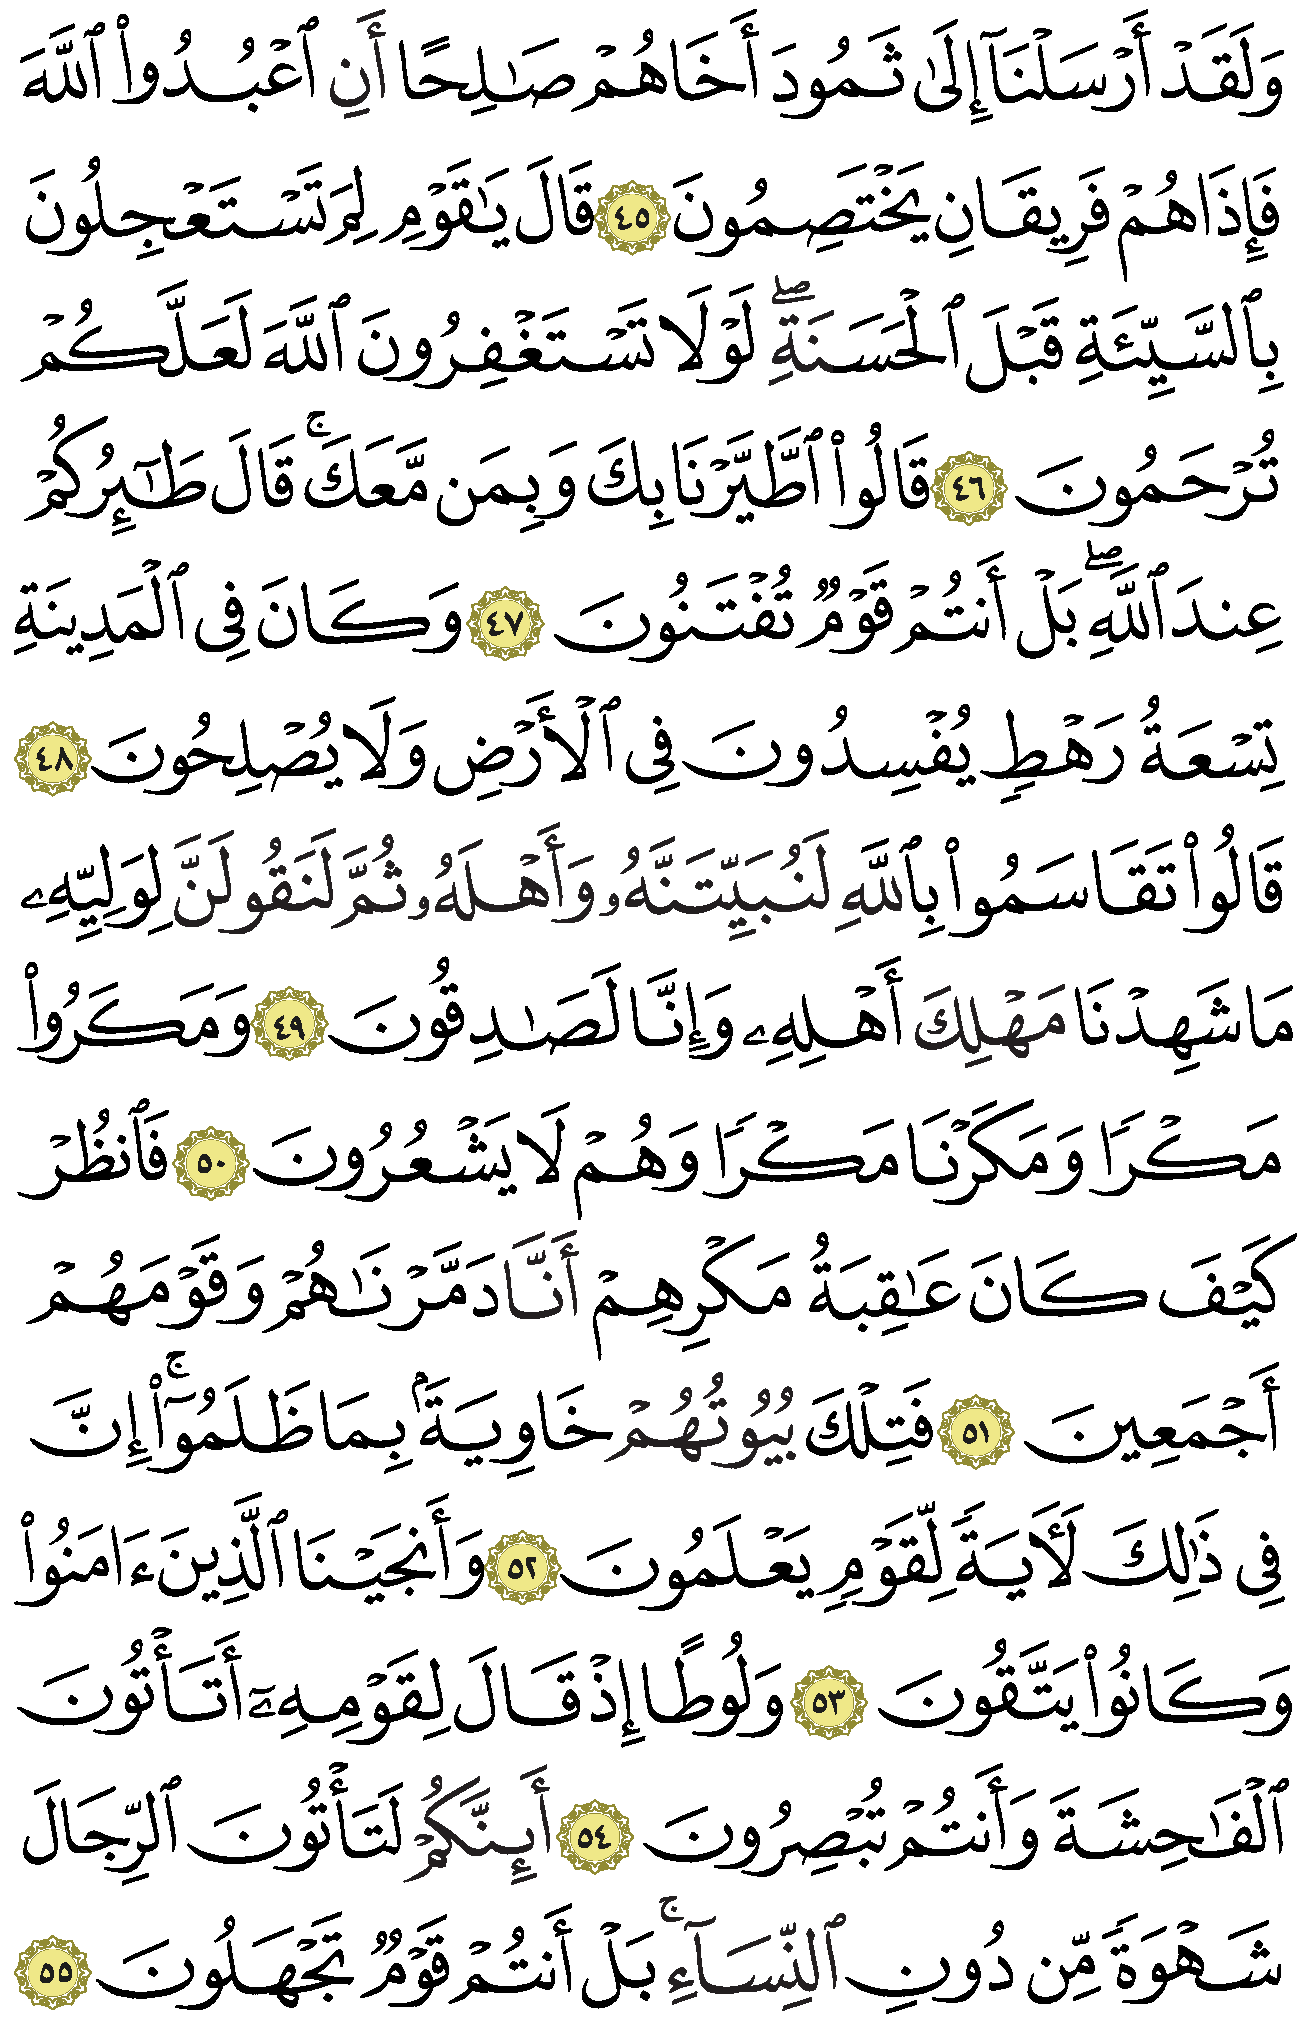 وَلَقَدْ أَرْسَلْنَآ إِلَىٰ ثَمُودَ أَخَاهُمْ صَـٰلِحًا أَنِ ٱعْبُدُوا۟ ٱللَّهَ
فَإِذَا هُمْ فَرِيقَانِ يَخْتَصِمُونَ ٤٥ قَالَ يَـٰقَوْمِ لِمَ تَسْتَعْجِلُونَ
بِٱلسَّيِّئَةِ قَبْلَ ٱلْحَسَنَةِ ۖ لَوْلَا تَسْتَغْفِرُونَ ٱللَّهَ لَعَلَّكُمْ
تُرْحَمُونَ ٤٦ قَالُوا۟ ٱطَّيَّرْنَا بِكَ وَبِمَن مَّعَكَ ۚ قَالَ طَـٰٓئِرُكُمْ
عِندَ ٱللَّهِ ۖ بَلْ أَنتُمْ قَوْمٌ تُفْتَنُونَ ٤٧ وَكَانَ فِى ٱلْمَدِينَةِ
تِسْعَةُ رَهْطٍ يُفْسِدُونَ فِى ٱلْأَرْضِ وَلَا يُصْلِحُونَ ٤٨
قَالُوا۟ تَقَاسَمُوا۟ بِٱللَّهِ لَنُبَيِّتَنَّهُۥ وَأَهْلَهُۥ ثُمَّ لَنَقُولَنَّ لِوَلِيِّهِۦ
مَا شَهِدْنَا مَهْلِكَ أَهْلِهِۦ وَإِنَّا لَصَـٰدِقُونَ ٤٩ وَمَكَرُوا۟
مَكْرًا وَمَكَرْنَا مَكْرًا وَهُمْ لَا يَشْعُرُونَ ٥٠ فَٱنظُرْ
كَيْفَ كَانَ عَـٰقِبَةُ مَكْرِهِمْ أَنَّا دَمَّرْنَـٰهُمْ وَقَوْمَهُمْ
أَجْمَعِينَ ٥١ فَتِلْكَ بُيُوتُهُمْ خَاوِيَةًۢ بِمَا ظَلَمُوٓا۟ ۚ إِنَّ
فِى ذَٰلِكَ لَـَٔايَةً لِّقَوْمٍ يَعْلَمُونَ ٥٢ وَأَنجَيْنَا ٱلَّذِينَ ءَامَنُوا۟
وَكَانُوا۟ يَتَّقُونَ ٥٣ وَلُوطًا إِذْ قَالَ لِقَوْمِهِۦٓ أَتَأْتُونَ
ٱلْفَـٰحِشَةَ وَأَنتُمْ تُبْصِرُونَ ٥٤ أَئِنَّكُمْ لَتَأْتُونَ ٱلرِّجَالَ
شَهْوَةً مِّن دُونِ ٱلنِّسَآءِ ۚ بَلْ أَنتُمْ قَوْمٌ تَجْهَلُونَ ٥٥